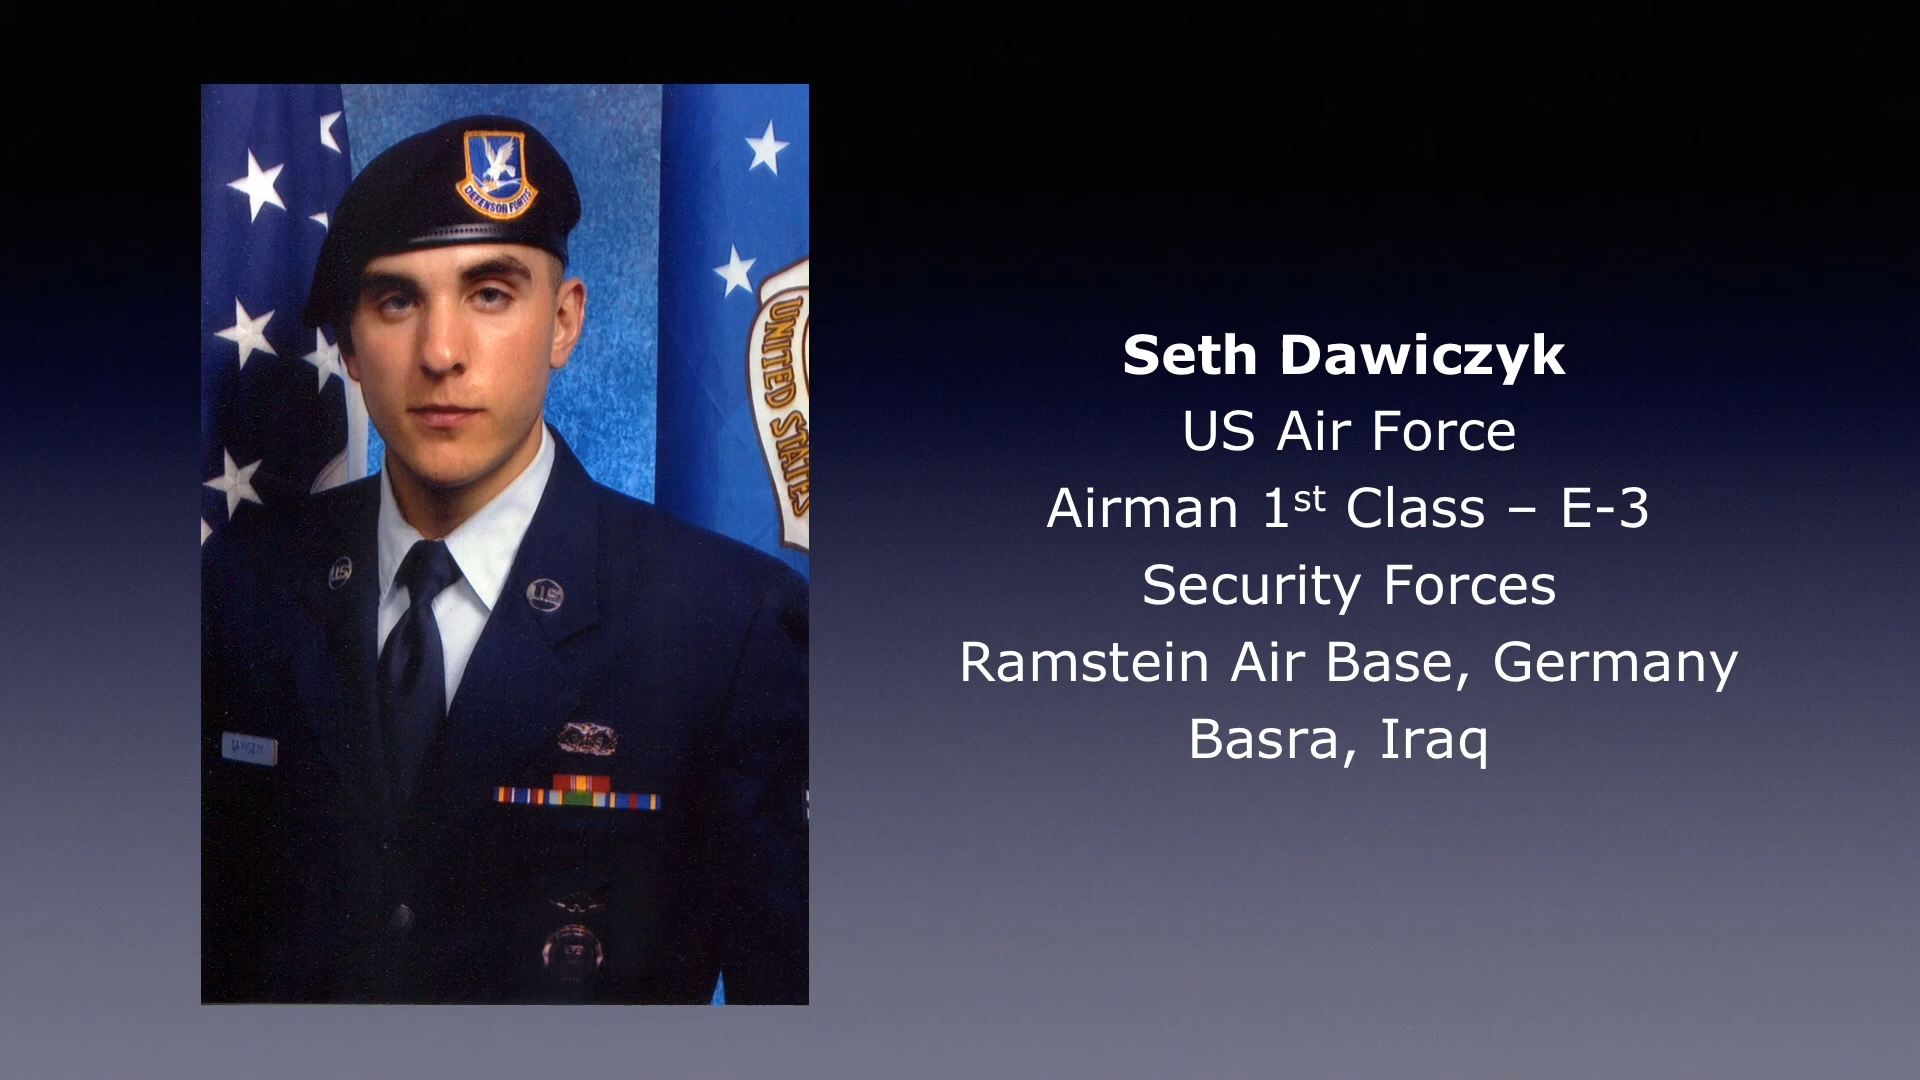 DEFENSOR FORTIS
UNITED STATES
U.S
U.S
DAWICZYK
Seth Dawiczyk
US Air Force
Airman 1st Class – E-3
Security Forces
Ramstein Air Base, Germany
Basra, Iraq